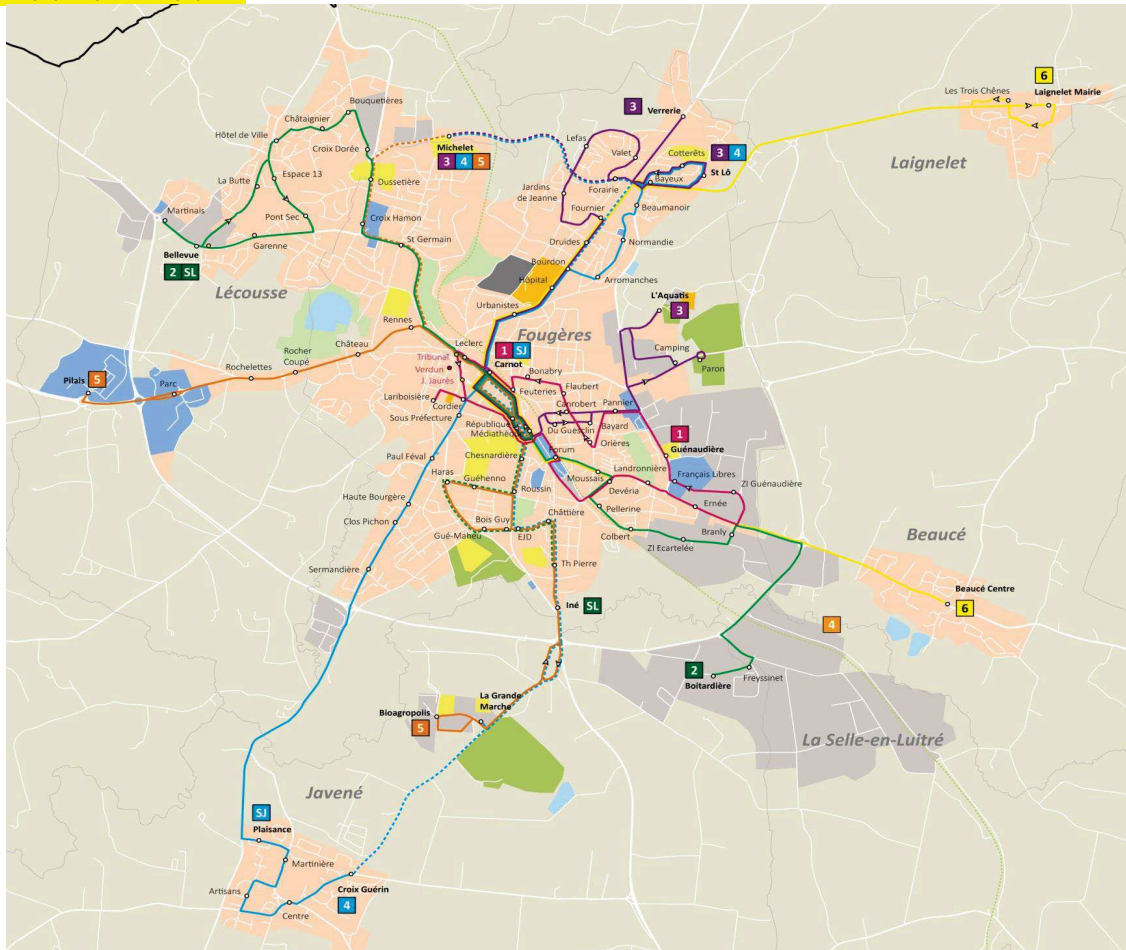 6
Les Trois Chênes
Laignelet Mairie
3
Verrerie
Bouquetières
Châtaignier
Hôtel de Ville
Croix Dorée
Michelet
3 4 5
Lefas
Valet
Cotterêts
3 4
St Lô
Laignelet
Espace 13
La Butte
Dussetière
Forairie
Bayeux
Jardins
de Jeanne
Beaumanoir
Fournier
Martinais
Pont Sec
Croix Hamon
Garenne
St Germain
Druides
Normandie
Bellevue
2 SL
Bourdon
Hôpital
Arromanches
Lécousse
L'Aquatis
3
Urbanistes
Rennes
Fougères
Leclerc
1 SJ
Carnot
Château
Tribunal
Verdun
J. Jaurès
Camping
Paron
Rocher
Coupé
Rochelettes
Bonabry
Pilais
5
Parc
Feuteries
Flaubert
Lariboisière
Cordier
Canrobert
Pannier
Sous Préfecture
République
Médiathèque
Du Guesclin
Bayard
Orières
1
Guénaudière
Paul Féval
Chesnardière
Forum
Landronnière
Français Libres
Haras
Guéhenno
Moussais
Devéria
ZI Guénaudière
Roussin
Haute Bourgère
Pellerine
Ernée
Clos Pichon
Bois Guy
Châttière
Gué-Maheu
EJD
Colbert
Branly
ZI Ecartelée
Beaucé
Sermandière
Th Pierre
Beaucé Centre
6
Iné
SL
4
2
Boitardière
Freyssinet
La Grande
Marche
Bioagropolis
5
La Selle-en-Luitré
Javené
SJ
Plaisance
Martinière
Artisans
Croix Guérin
4
Centre